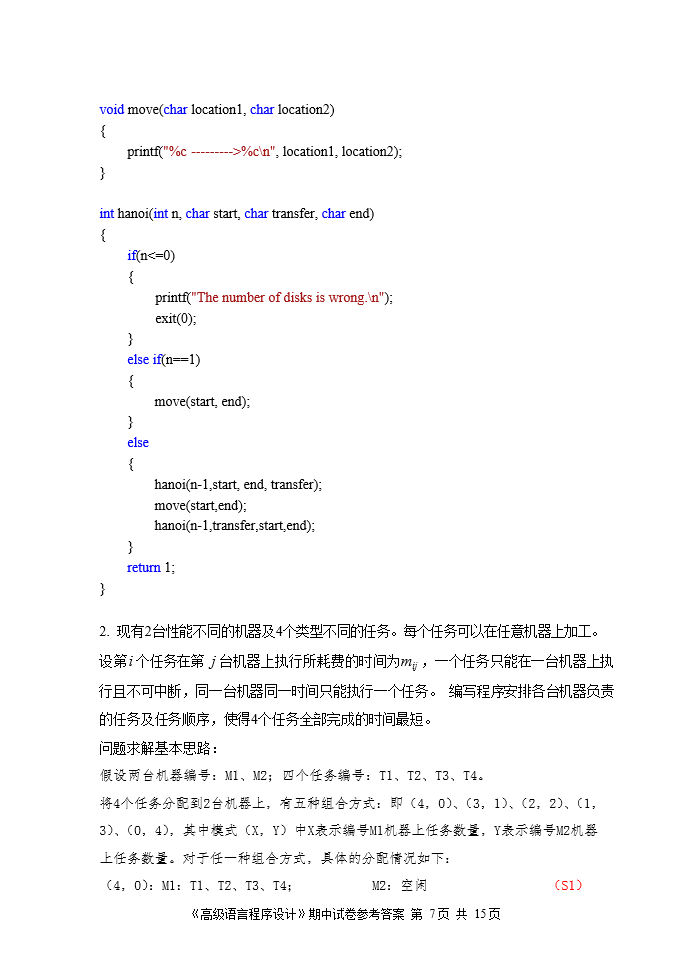 void move(char location1, char location2)
{
printf("%c --------->%c\n", location1, location2);
}
int hanoi(int n, char start, char transfer, char end)
{
if(n<=0)
{
printf("The number of disks is wrong.\n");
exit(0);
}
else if(n==1)
{
move(start, end);
}
else
{
hanoi(n-1,start, end, transfer);
move(start,end);
hanoi(n-1,transfer,start,end);
}
return 1;
}
2. 现有2台性能不同的机器及4个类型不同的任务。每个任务可以在任意机器上加工。
设第i个任务在第 j 台机器上执行所耗费的时间为mij，一个任务只能在一台机器上执
行且不可中断，同一台机器同一时间只能执行一个任务。 编写程序安排各台机器负责
的任务及任务顺序，使得4个任务全部完成的时间最短。
问题求解基本思路：
假设两台机器编号：M1、M2；四个任务编号：T1、T2、T3、T4。
将4个任务分配到2台机器上，有五种组合方式：即（4，0）、（3，1）、（2，2）、（1，
3）、（0，4），其中模式（X，Y）中X表示编号M1机器上任务数量，Y表示编号M2机器
上任务数量。对于任一种组合方式，具体的分配情况如下：
（4，0）：M1：T1、T2、T3、T4； M2：空闲 （S1）
《高级语言程序设计》期中试卷参考答案 第 7页 共 15页